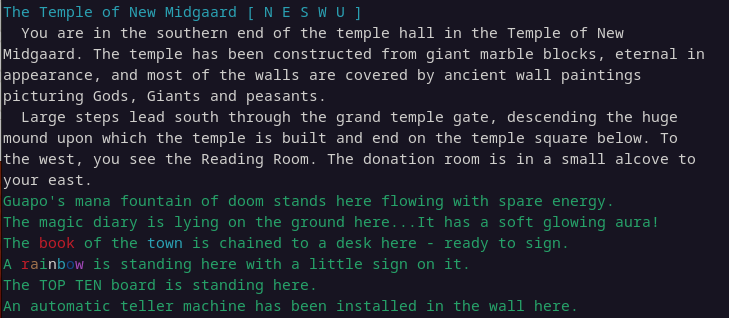 The Temple of New Midgaard [ N E S W U ]
You are in the southern end of the temple hall in the Temple of New
Midgaard. The temple has been constructed from giant marble blocks, eternal in
appearance, and most of the walls are covered by ancient wall paintings
picturing Gods, Giants and peasants.
Large steps lead south through the grand temple gate, descending the huge
mound upon which the temple is built and end on the temple square below. To
the west, you see the Reading Room. The donation room is in a small alcove to
your east.
Guapo's mana fountain of doom stands here flowing with spare energy.
The magic diary is lying on the ground here...It has a soft glowing aura!
The book of the town is chained to a desk here - ready to sign.
A rainbow is standing here with a little sign on it.
The TOP TEN board is standing here.
An automatic teller machine has been installed in the wall here.